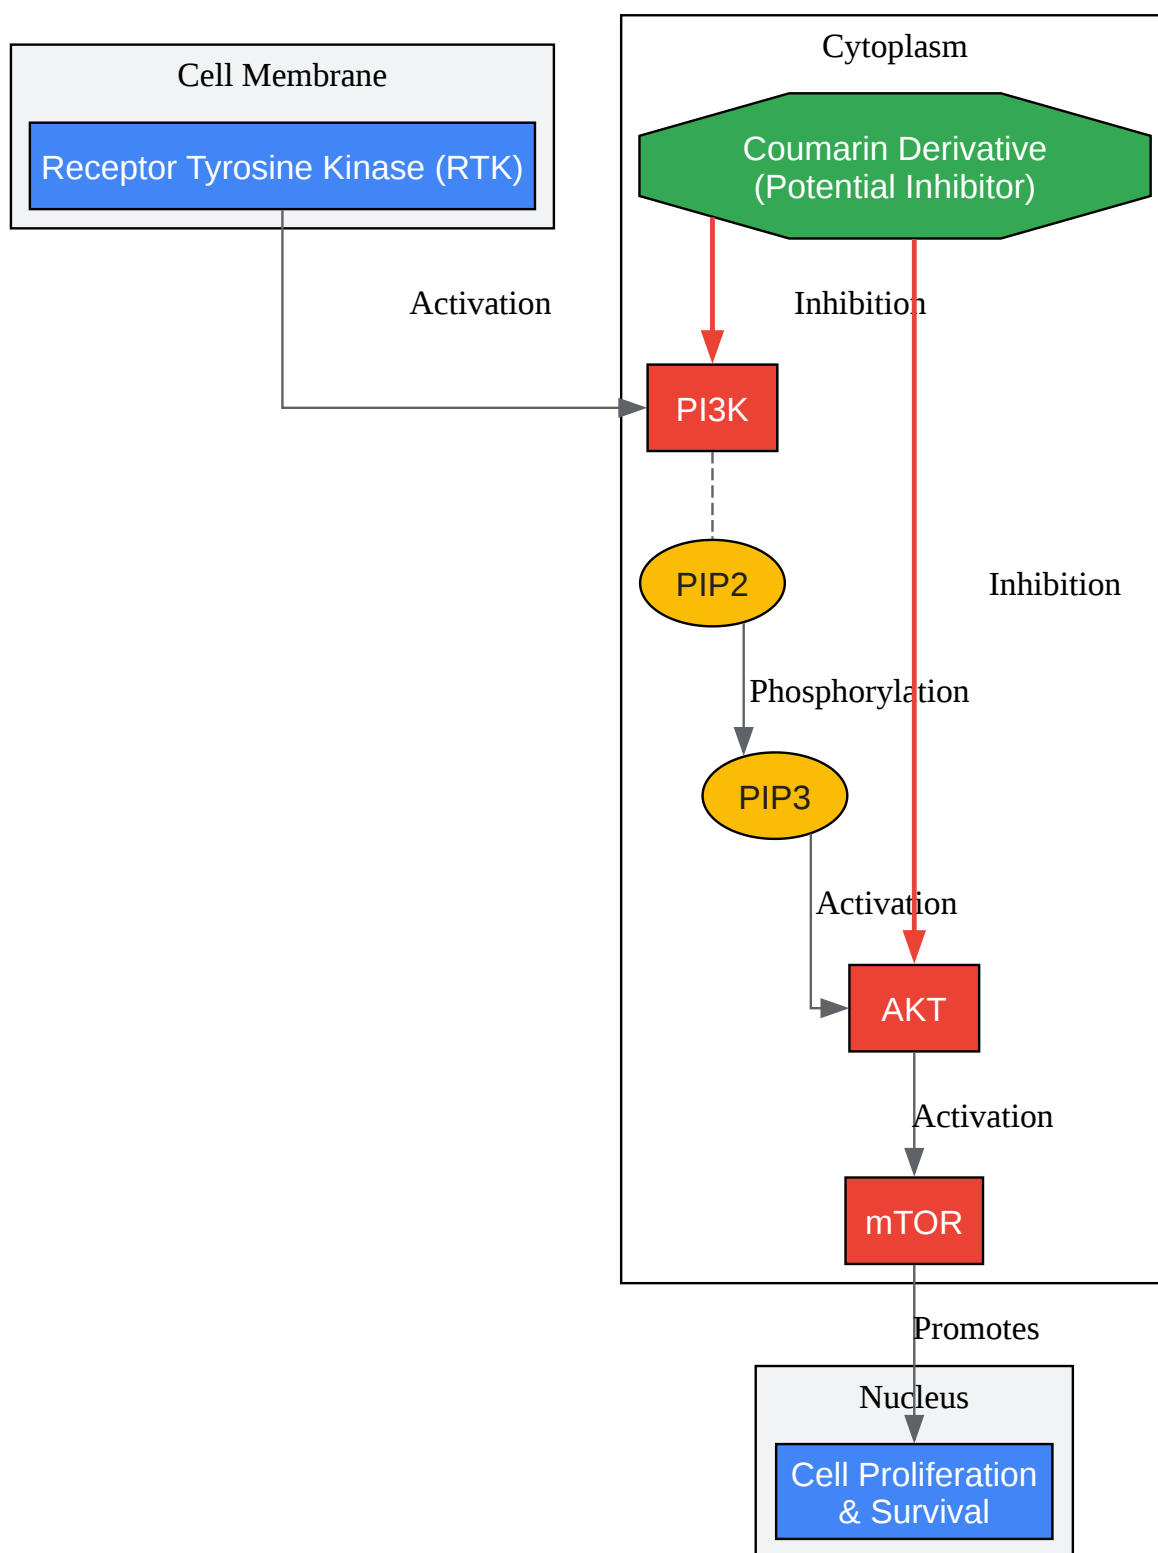 Cytoplasm
Cell Membrane
Coumarin Derivative
(Potential Inhibitor)
Receptor Tyrosine Kinase (RTK)
Activation
Inhibition
PI3K
PIP2
Inhibition
Phosphorylation
PIP3
Activation
AKT
Activation
mTOR
Promotes
Nucleus
Cell Proliferation
& Survival